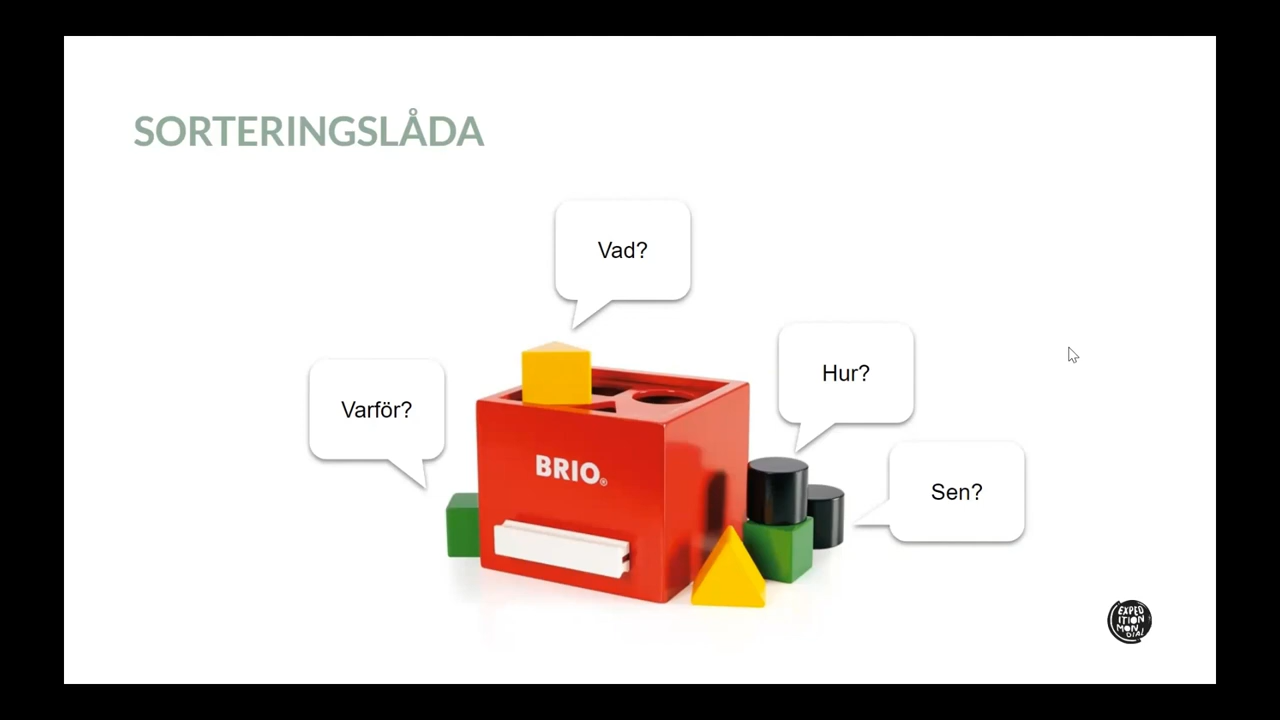 SORTERINGSLÅDA
Vad?
Hur?
Varför?
Sen?
BRIO®
EXPED
ITION
MON
DIAL